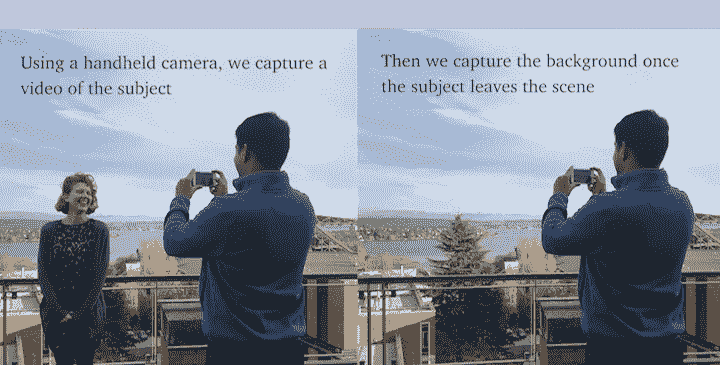 Using a handheld camera, we capture a
video of the subject
Then we capture the background once
the subject leaves the scene